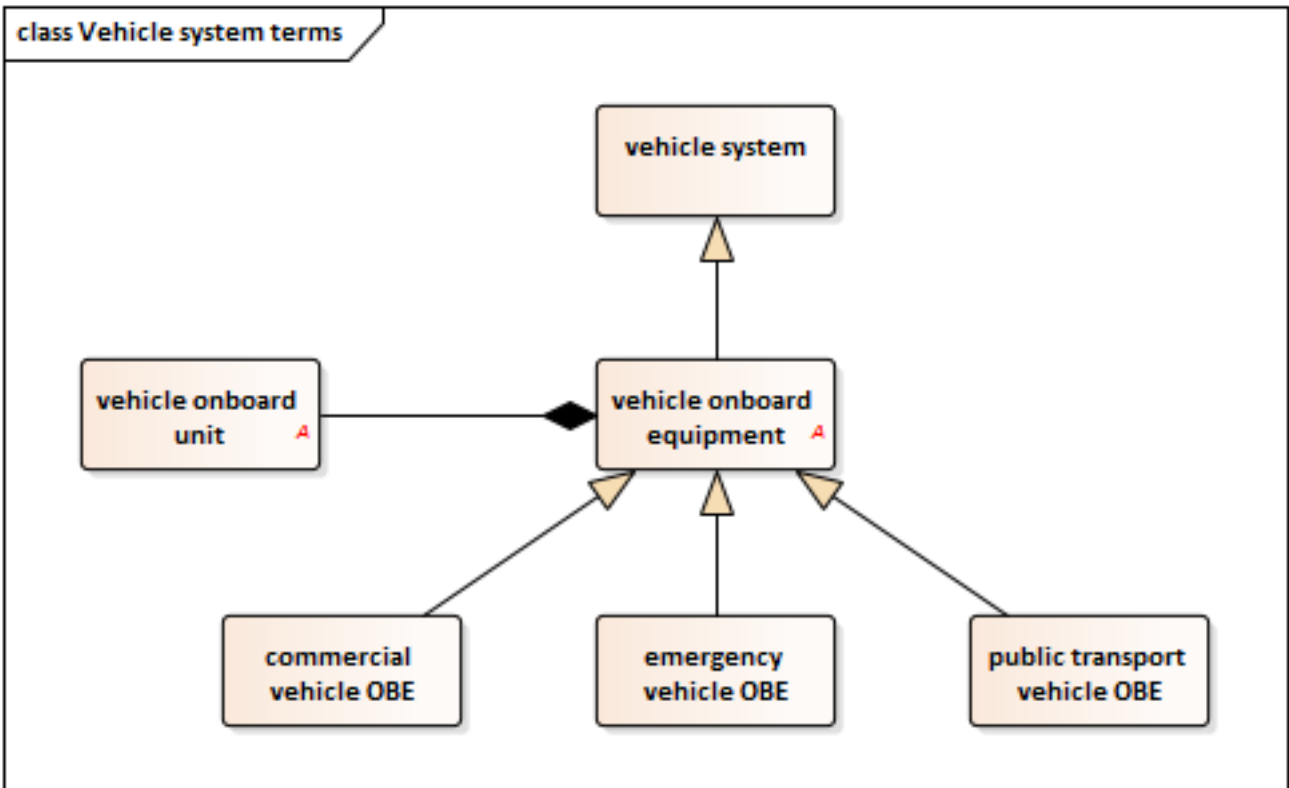 class Vehicle system terms
vehicle system
vehicle onboard
unit
A
vehicle onboard
equipment
A
commercial
vehicle OBE
emergency
vehicle OBE
public transport
vehicle OBE